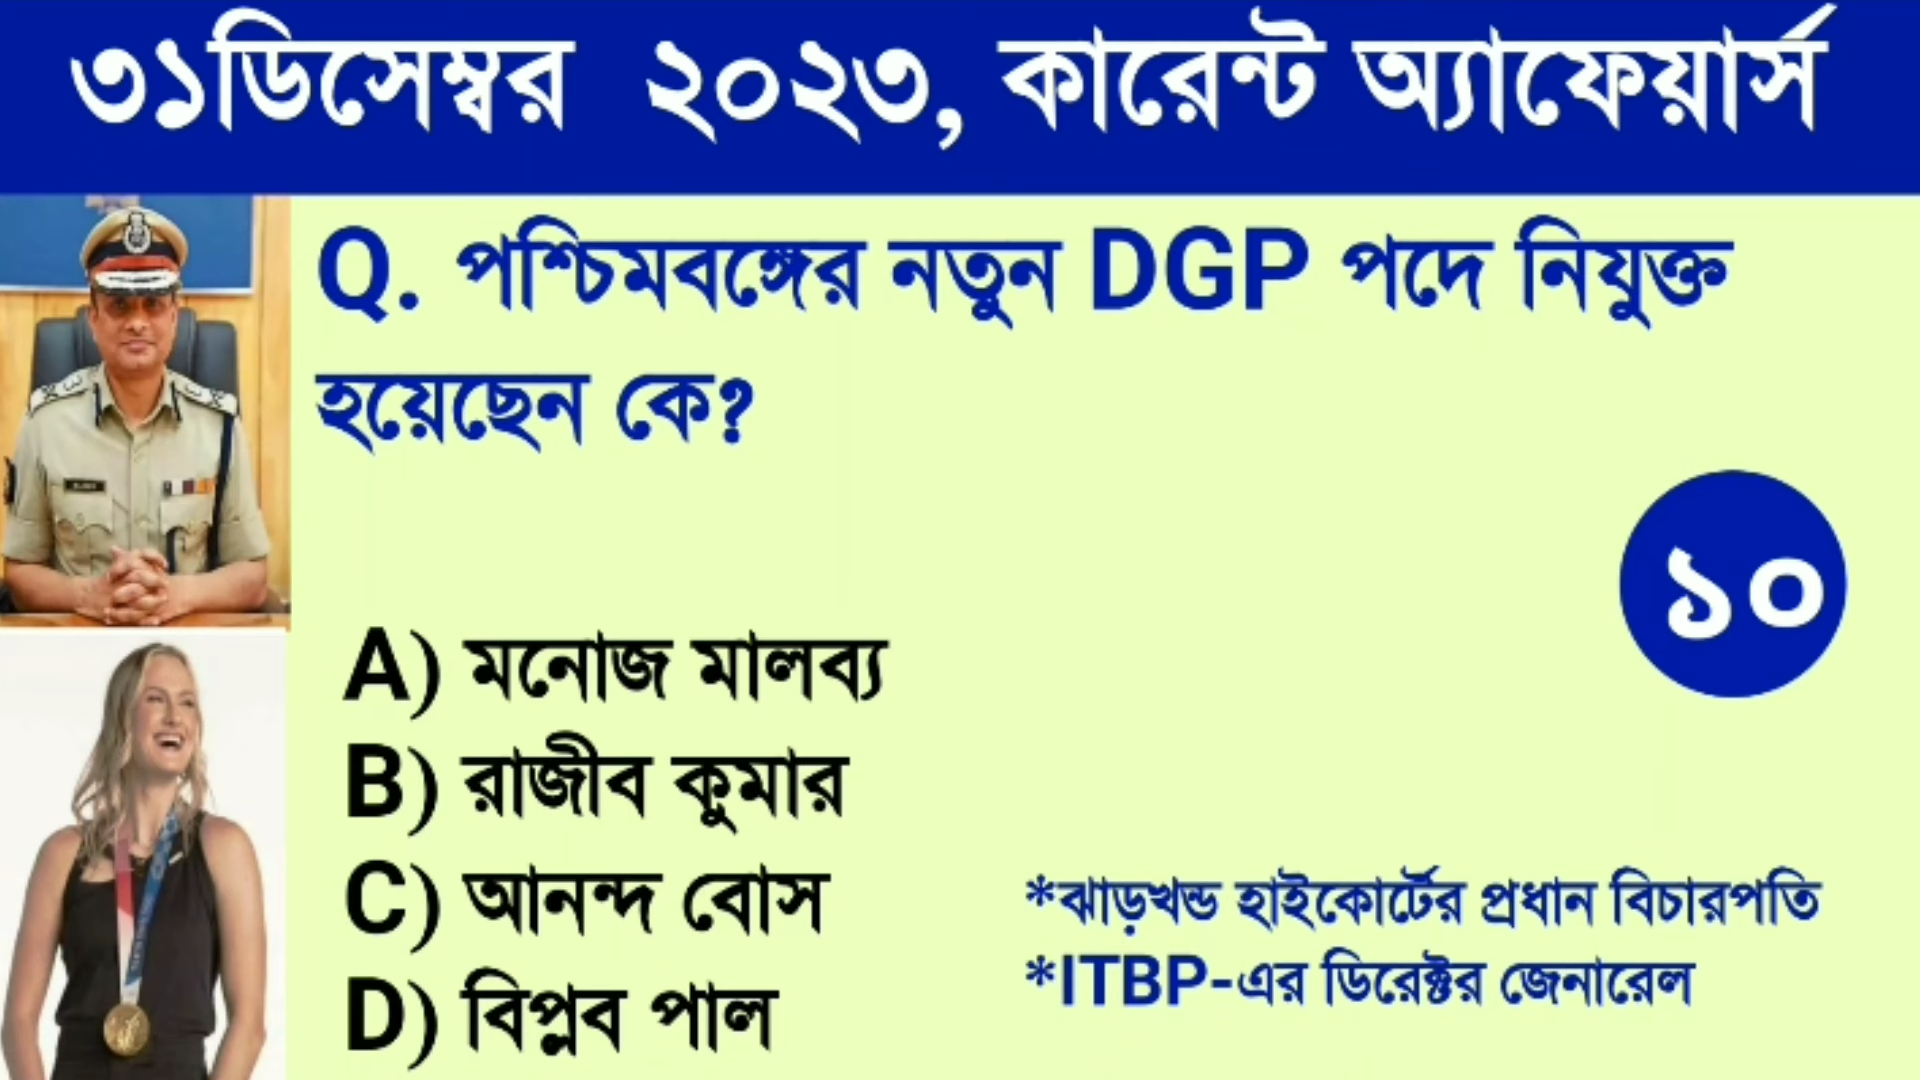 ৩১ডিসেম্বর ২০২৩, কারেন্ট অ্যাফেয়ার্স
Q. পশ্চিমবঙ্গের নতুন DGP পদে নিযুক্ত
হয়েছেন কে?
১০
A) মনোজ মালব্য
B) রাজীব কুমার
C) আনন্দ বোস
D) বিপ্লব পাল
*ঝাড়খন্ড হাইকোর্টের প্রধান বিচারপতি
*ITBP-এর ডিরেক্টর জেনারেল